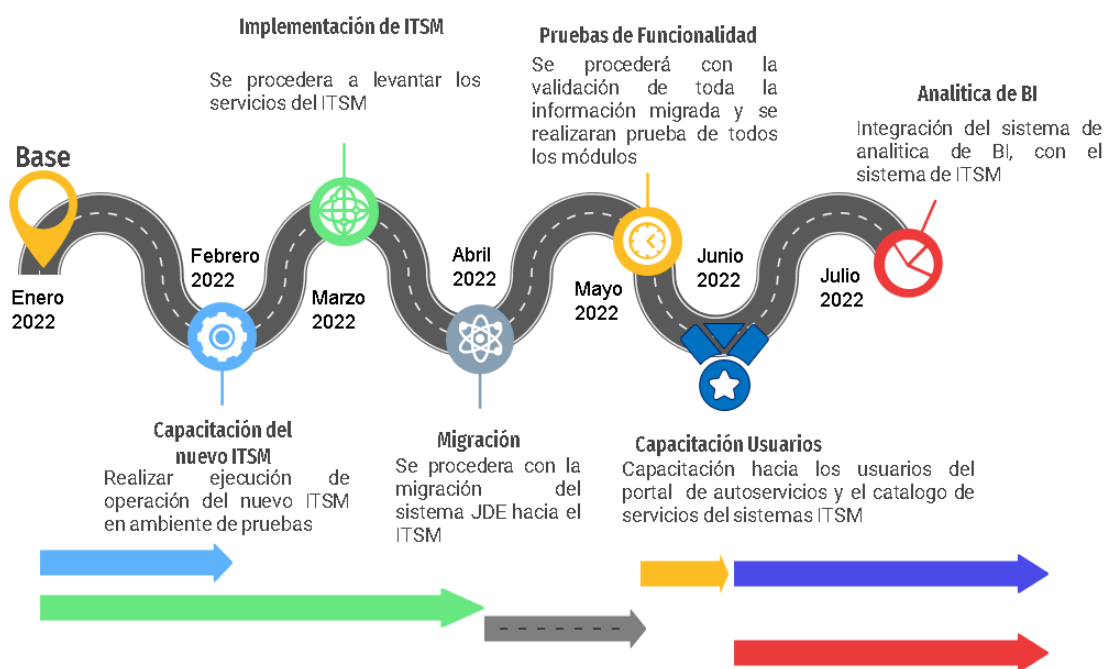 Implementación de ITSM
Se procedera a levantar los
servicios del ITSM
Pruebas de Funcionalidad
Se procederá con la
validación de toda la
información migrada y se
realizaran prueba de todos
los módulos
Analitica de BI
Integración del sistema de
analitica de BI, con el
sistema de ITSM
Base
Enero
2022
Febrero
2022
Marzo
2022
Abril
2022
Mayo
2022
Junio
2022
Julio
2022
Capacitación del
nuevo ITSM
Realizar ejecución de
operación del nuevo ITSM
en ambiente de pruebas
Migración
Se procedera con la
migración del
sistema JDE hacia el
ITSM
Capacitación Usuarios
Capacitación hacia los usuarios del
portal de autoservicios y el catalogo de
servicios del sistemas ITSM